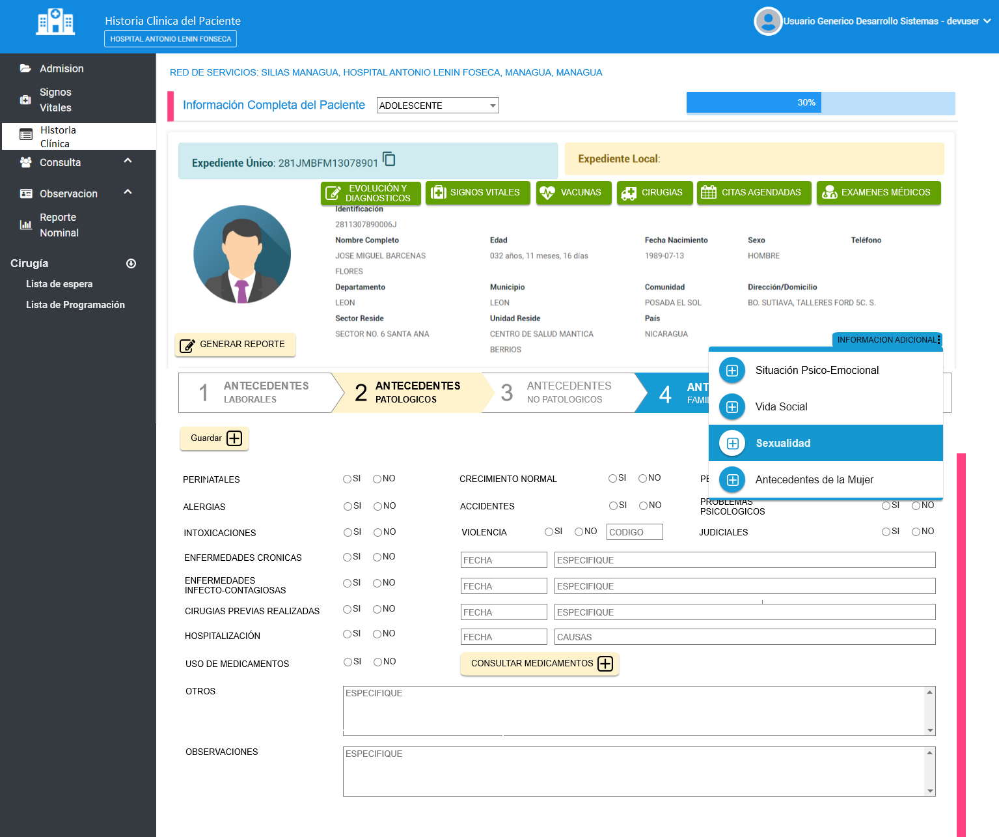 Historia Clinica del Paciente
HOSPITAL ANTONIO LENIN FONSECA
Usuario Generico Desarrollo Sistemas - devuser
Admision
Signos
Vitales
Historia
Clínica
Consulta
Observacion
Reporte
Nominal
Cirugía
Lista de espera
Lista de Programación
RED DE SERVICIOS: SILIAS MANAGUA, HOSPITAL ANTONIO LENIN FOSECA, MANAGUA, MANAGUA
Información Completa del Paciente
ADOLESCENTE
30%
Expediente Único: 281JMBFM13078901
Expediente Local:
EVOLUCIÓN Y
DIAGNOSTICOS
SIGNOS VITALES
VACUNAS
CIRUGIAS
CITAS AGENDADAS
EXAMENES MÉDICOS
Identificación
2811307890006J
Nombre Completo
Edad
Fecha Nacimiento
Sexo
Teléfono
JOSE MIGUEL BARCENAS
FLORES
032 años, 11 meses, 16 días
1989-07-13
HOMBRE
Departamento
Municipio
Comunidad
Dirección/Domicilio
LEON
LEON
POSADA EL SOL
BO. SUTIAVA, TALLERES FORD 5C. S.
Sector Reside
Unidad Reside
País
SECTOR NO. 6 SANTA ANA
CENTRO DE SALUD MANTICA
BERRIOS
NICARAGUA
GENERAR REPORTE
INFORMACION ADICIONAL
Situación Psico-Emocional
Vida Social
Sexualidad
Antecedentes de la Mujer
1 ANTECEDENTES
LABORALES
2 ANTECEDENTES
PATOLOGICOS
3 ANTECEDENTES
NO PATOLOGICOS
4 ANT
FAMI
Guardar
PERINATALES SI NO
CRECIMIENTO NORMAL SI NO
PE
ALERGIAS SI NO
ACCIDENTES SI NO
PROBLEMAS
PSICOLOGICOS SI NO
INTOXICACIONES SI NO
VIOLENCIA SI NO CODIGO
JUDICIALES SI NO
ENFERMEDADES CRONICAS SI NO FECHA ESPECIFIQUE
ENFERMEDADES
INFECTO-CONTAGIOSAS SI NO FECHA ESPECIFIQUE
CIRUGIAS PREVIAS REALIZADAS SI NO FECHA ESPECIFIQUE
HOSPITALIZACIÓN SI NO FECHA CAUSAS
USO DE MEDICAMENTOS SI NO CONSULTAR MEDICAMENTOS
OTROS ESPECIFIQUE
OBSERVACIONES ESPECIFIQUE